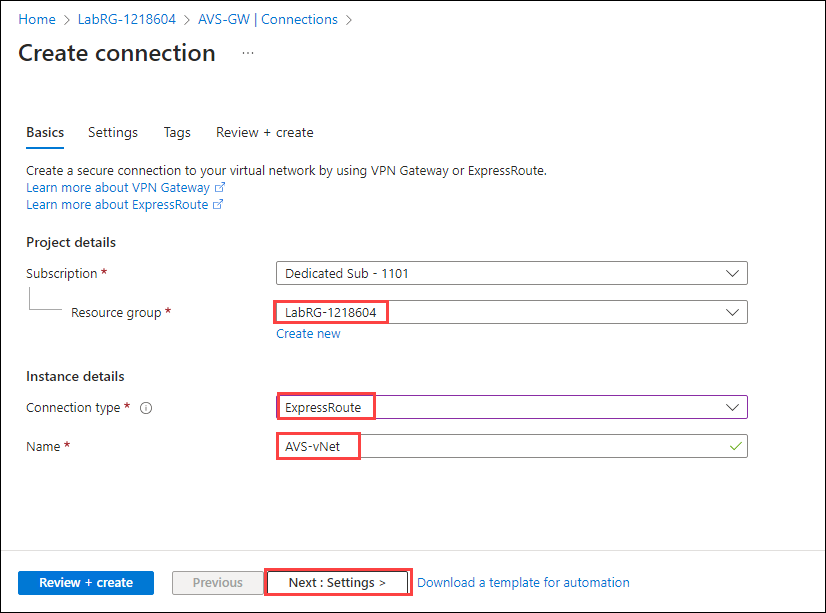 Home > LabRG-1218604 > AVS-GW | Connections >
Create connection ...
Basics Settings Tags Review + create
Create a secure connection to your virtual network by using VPN Gateway or ExpressRoute.
Learn more about VPN Gateway
Learn more about ExpressRoute
Project details
Subscription * Dedicated Sub - 1101
Resource group * LabRG-1218604
Create new
Instance details
Connection type * ExpressRoute
Name * AVS-vNet
Review + create Previous Next : Settings > Download a template for automation